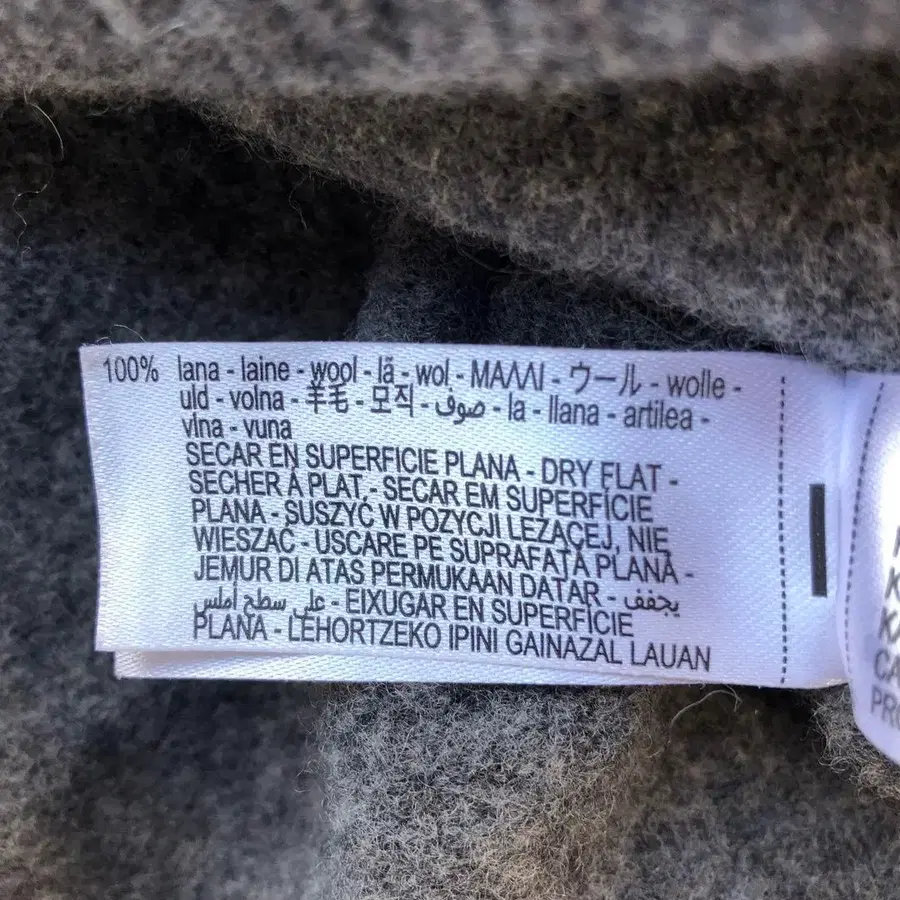 100% lana - laine - wool - lã - wol - ΜΑΛΛΙ - ウール - wolle -
uld - volna - 羊毛 - 모직 - صوف - la - llana - artilea -
vlna - vuna
SECAR EN SUPERFICIE PLANA - DRY FLAT -
SECHER À PLAT - SECAR EM SUPERFÍCIE
PLANA - SUSZYĆ W POZYCJI LEŻĄCEJ, NIE
WIESZAĆ - USCARE PE SUPRAFAŢA PLANĂ -
JEMUR DI ATAS PERMUKAAN DATAR - يجفف
على سطح أملس - EIXUGAR EN SUPERFÍCIE
PLANA - LEHORTZEKO IPINI GAINAZAL LAUAN